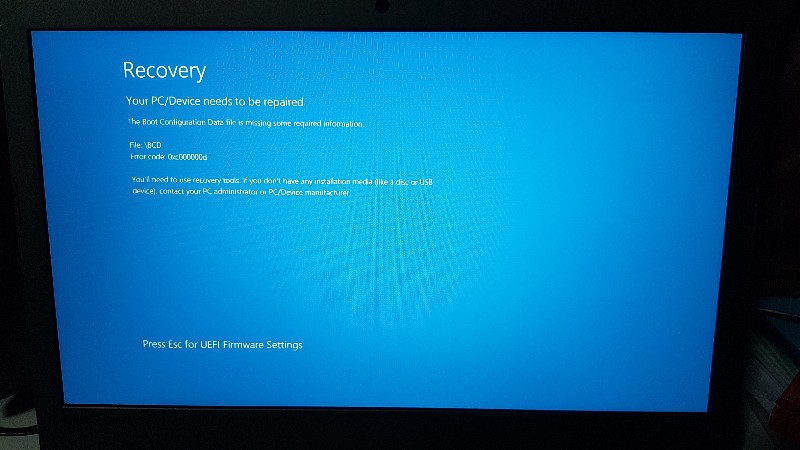 Recovery
Your PC/Device needs to be repaired
The Boot Configuration Data file is missing some required information.
File: \BCD
Error code: 0xc000000d
You'll need to use recovery tools. If you don't have any installation media (like a disc or USB
device), contact your PC administrator or PC/Device manufacturer.
Press Esc for UEFI Firmware Settings